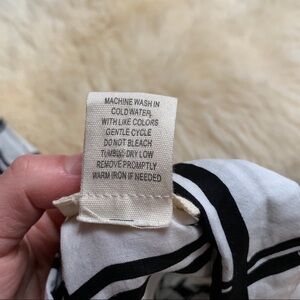 MACHINE WASH IN
COLD WATER,
WITH LIKE COLORS
GENTLE CYCLE
DO NOT BLEACH
TUMBLE DRY LOW
REMOVE PROMPTLY
WARM IRON IF NEEDED